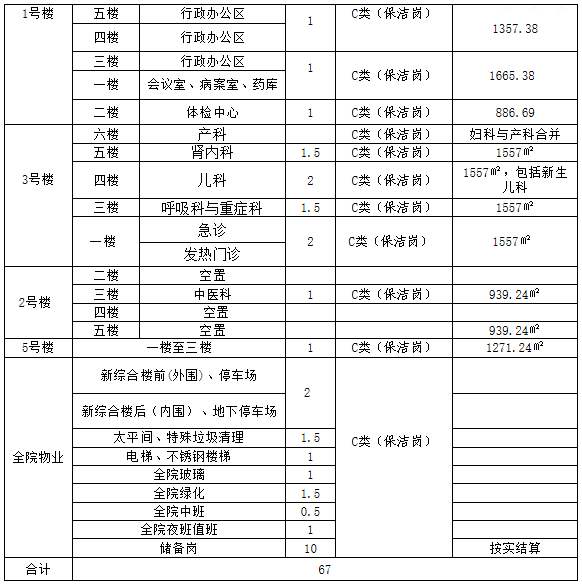 1号楼 五楼 行政办公区 1 C类（保洁岗） 1357.38
四楼 行政办公区
三楼 行政办公区 1 C类（保洁岗） 1665.38
一楼 会议室、病案室、药库
二楼 体检中心 1 C类（保洁岗） 886.69
3号楼 六楼 产科 C类（保洁岗） 妇科与产科合并
五楼 肾内科 1.5 C类（保洁岗） 1557㎡
四楼 儿科 2 C类（保洁岗） 1557㎡，包括新生
儿科
三楼 呼吸科与重症科 1.5 C类（保洁岗） 1557㎡
一楼 急诊 2 C类（保洁岗） 1557㎡
发热门诊
2号楼 二楼 空置
三楼 中医科 1 C类（保洁岗） 939.24㎡
四楼 空置
五楼 空置 939.24㎡
5号楼 一楼至三楼 1 C类（保洁岗） 1271.24㎡
全院物业 新综合楼前(外围)、停车场 2 C类（保洁岗）
新综合楼后（内围）、地下停车场
太平间、特殊垃圾清理 1.5
电梯、不锈钢楼梯 1
全院玻璃 1
全院绿化 1.5
全院中班 0.5
全院夜班值班 1
储备岗 10 按实结算
合计 67